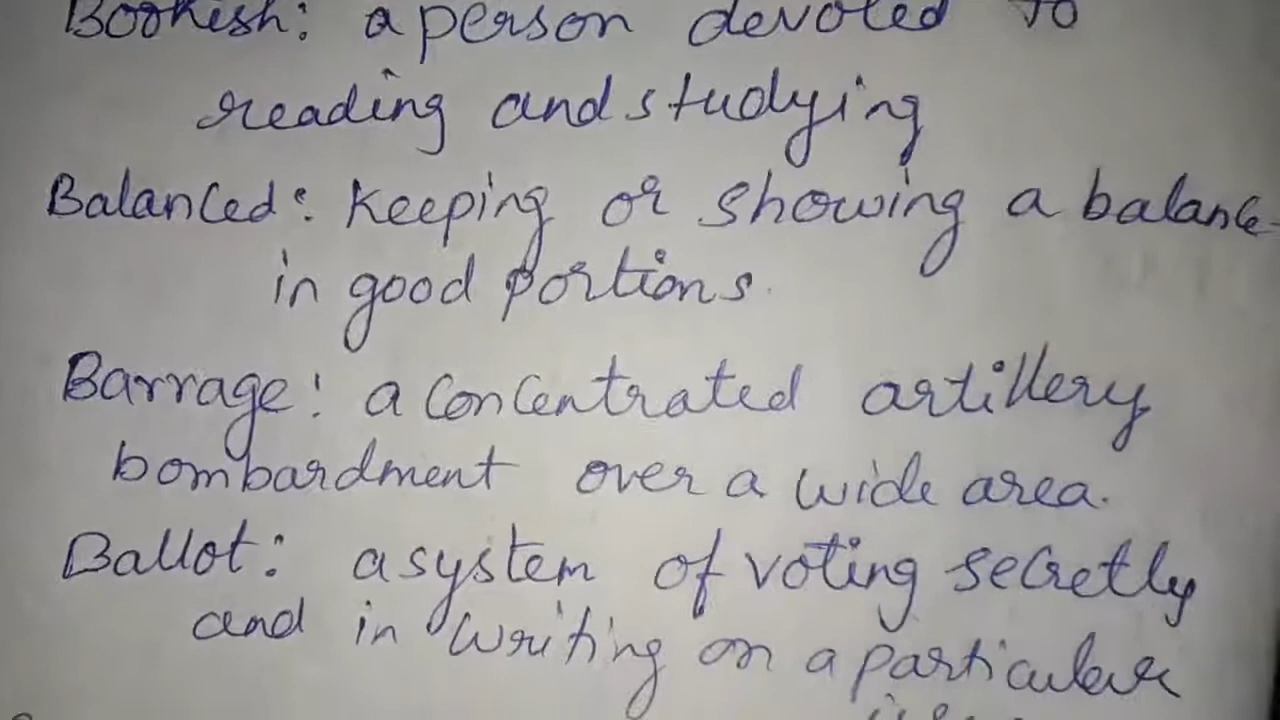 Bookish: a person devoted to
reading and studying
Balanced: Keeping or showing a balance
in good portions.
Barrage: a concentrated artillery
bombardment over a wide area.
Ballot: a system of voting secretly
and in writing on a particular